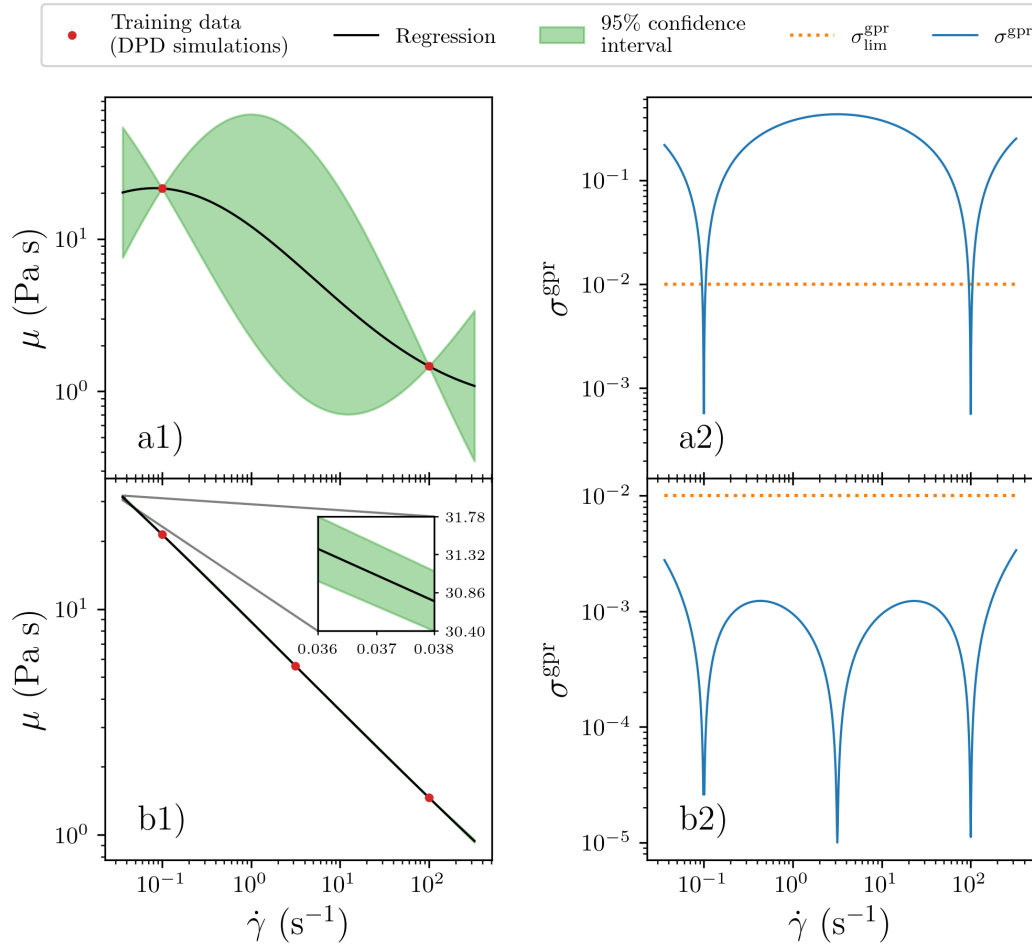 Training data
(DPD simulations)
Regression
95% confidence
interval
σ^gpr_lim
σ^gpr
μ (Pa s)
10^1
10^0
a1)
σ^gpr
10^−1
10^−2
10^−3
a2)
μ (Pa s)
10^1
10^0
31.78
31.32
30.86
30.40
0.036
0.037
0.038
b1)
10^−1
10^0
10^1
10^2
γ̇ (s^−1)
σ^gpr
10^−2
10^−3
10^−4
10^−5
b2)
10^−1
10^0
10^1
10^2
γ̇ (s^−1)